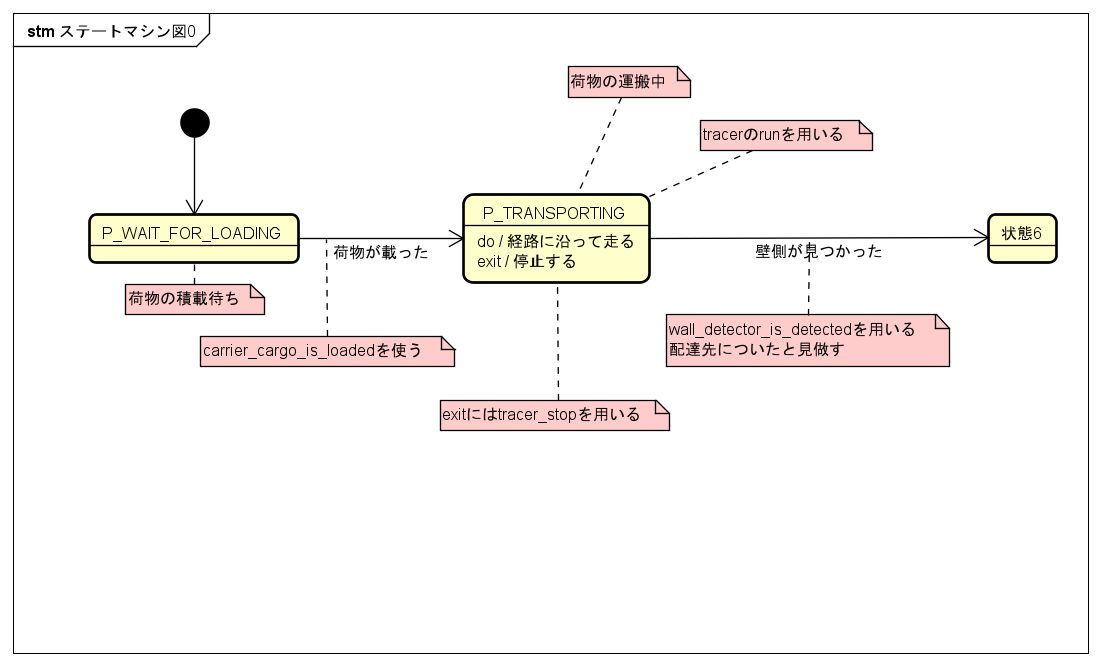 stm ステートマシン図0
荷物の運搬中
tracerのrunを用いる
P_WAIT_FOR_LOADING
荷物が載った
P_TRANSPORTING
do / 経路に沿って走る
exit / 停止する
壁側が見つかった
状態6
荷物の積載待ち
carrier_cargo_is_loadedを使う
wall_detector_is_detectedを用いる
配達先についたと見做す
exitにはtracer_stopを用いる